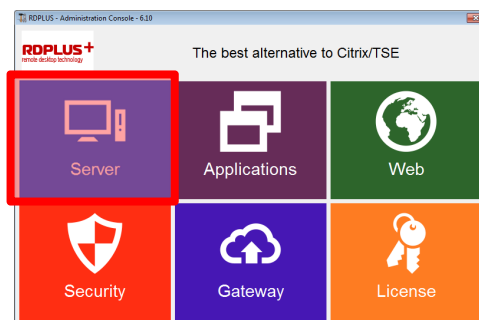 RDPLUS - Administration Console - 6.10
RDPLUS+
remote desktop technology
The best alternative to Citrix/TSE
Server
Applications
Web
Security
Gateway
License